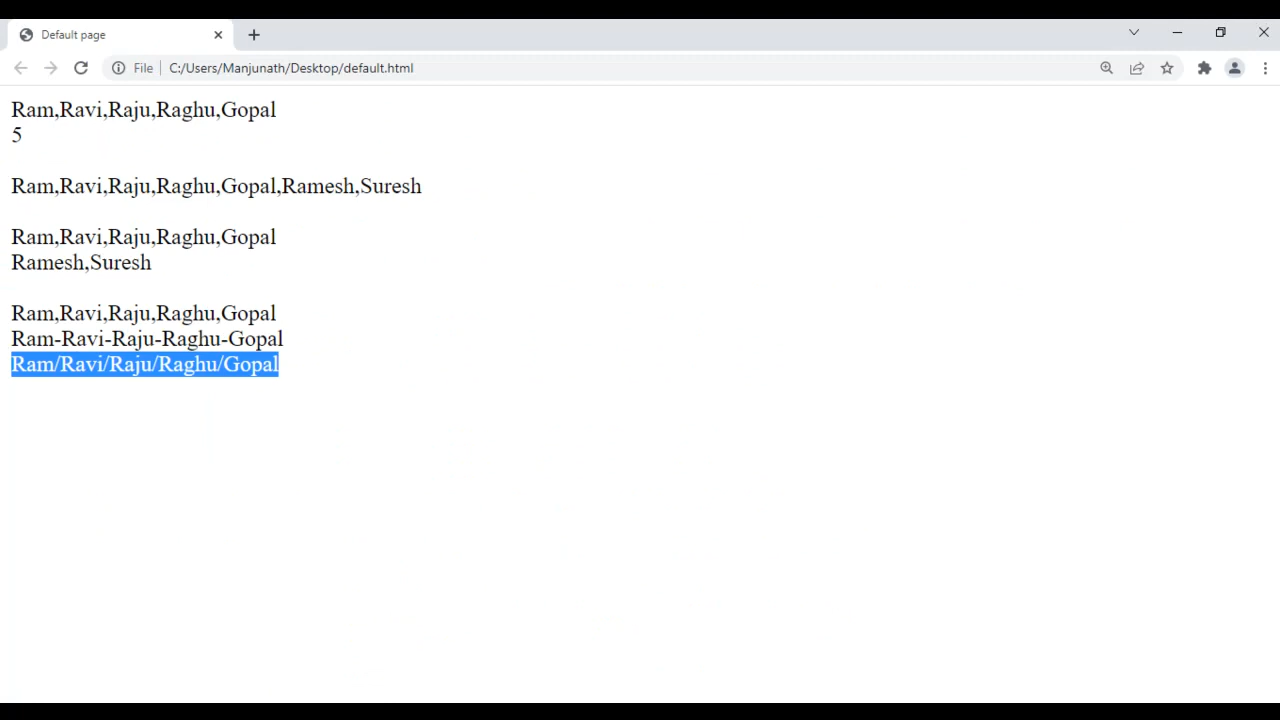 Default page
File
C:/Users/Manjunath/Desktop/default.html
Ram,Ravi,Raju,Raghu,Gopal
5
Ram,Ravi,Raju,Raghu,Gopal,Ramesh,Suresh
Ram,Ravi,Raju,Raghu,Gopal
Ramesh,Suresh
Ram,Ravi,Raju,Raghu,Gopal
Ram-Ravi-Raju-Raghu-Gopal
Ram/Ravi/Raju/Raghu/Gopal